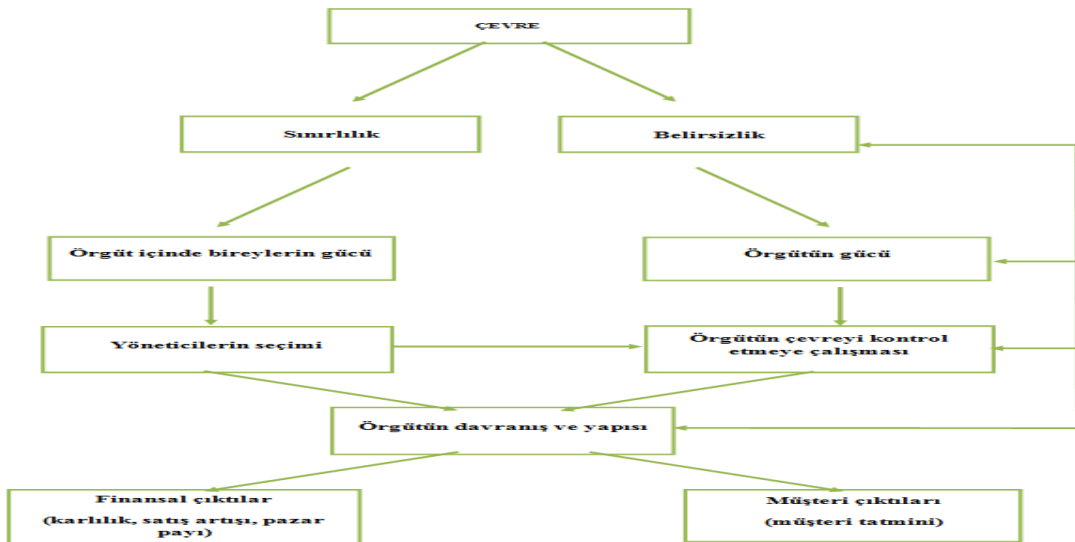 ÇEVRE
Sınırlılık
Belirsizlik
Örgüt içinde bireylerin gücü
Örgütün gücü
Yöneticilerin seçimi
Örgütün çevreyi kontrol
etmeye çalışması
Örgütün davranış ve yapısı
Finansal çıktılar
(karlılık, satış artışı, pazar
payı)
Müşteri çıktıları
(müşteri tatmini)